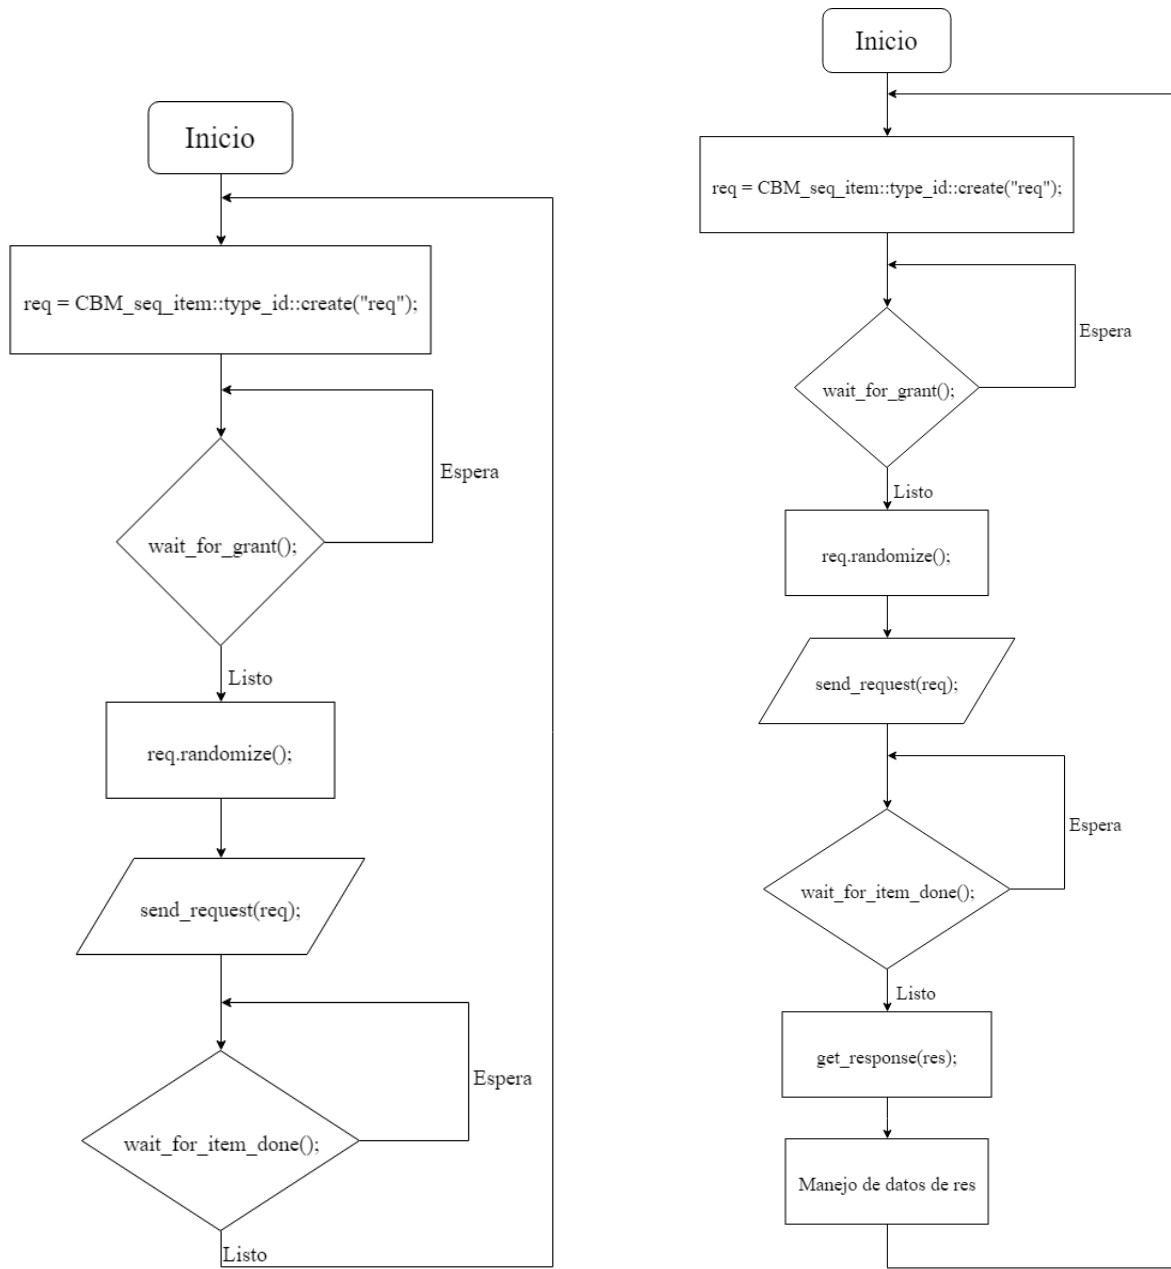 Inicio
req = CBM_seq_item::type_id::create("req");
Espera
wait_for_grant();
Listo
req.randomize();
send_request(req);
Espera
wait_for_item_done();
Listo
Inicio
req = CBM_seq_item::type_id::create("req");
Espera
wait_for_grant();
Listo
req.randomize();
send_request(req);
Espera
wait_for_item_done();
Listo
get_response(res);
Manejo de datos de res